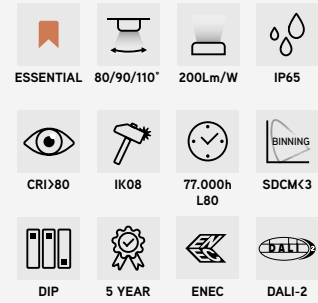 ESSENTIAL 80/90/110° 200Lm/W IP65
BINNING
CRI>80 IK08 77.000h SDCM<3
L80
DALI 2
DIP 5 YEAR ENEC DALI-2